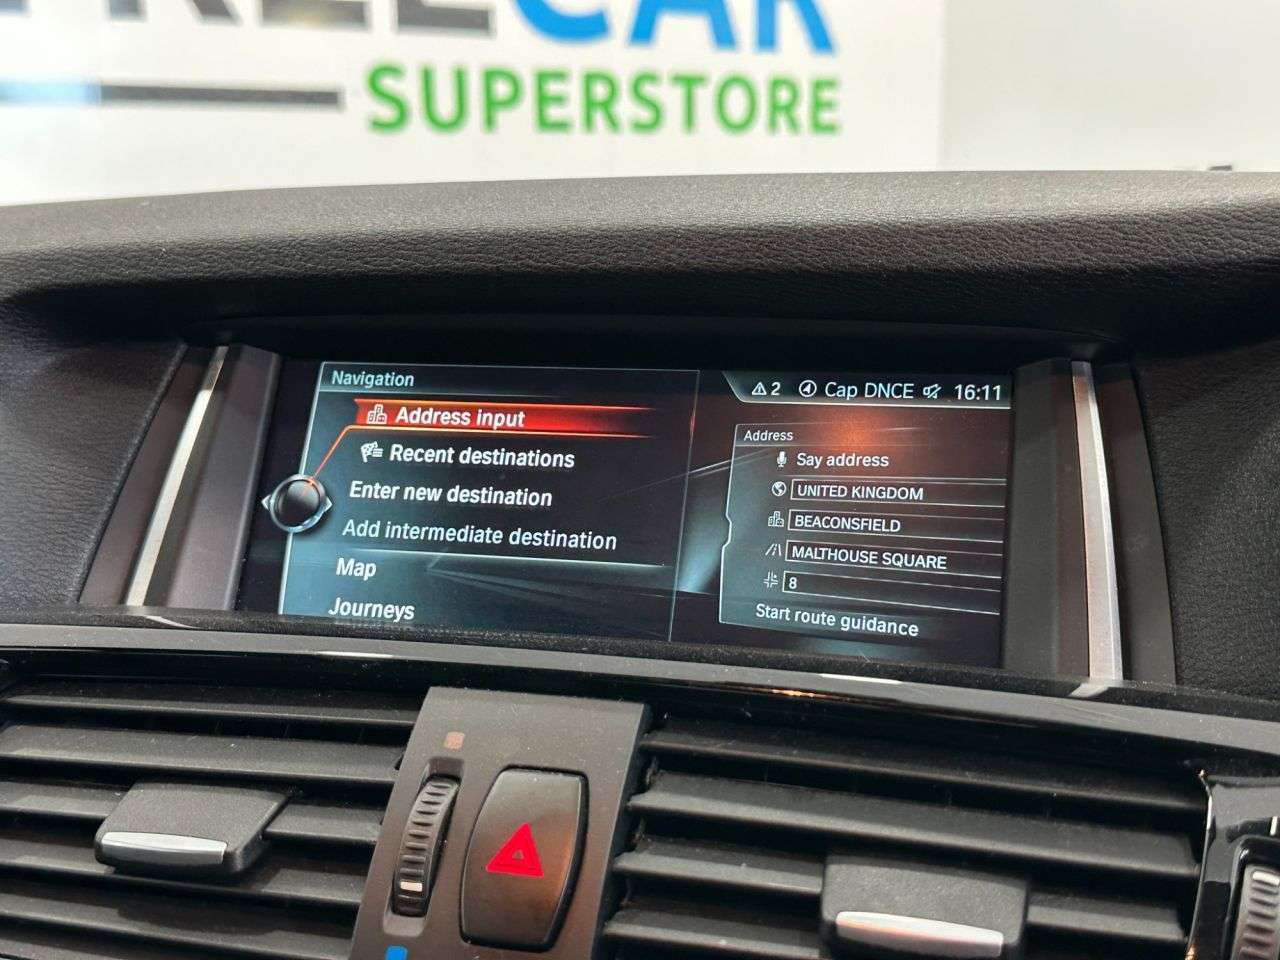 CAR
SUPERSTORE
Navigation
Address input
Recent destinations
Enter new destination
Add intermediate destination
Map
Journeys
2 Cap DNCE 16:11
Address
Say address
UNITED KINGDOM
BEACONSFIELD
MALTHOUSE SQUARE
8
Start route guidance